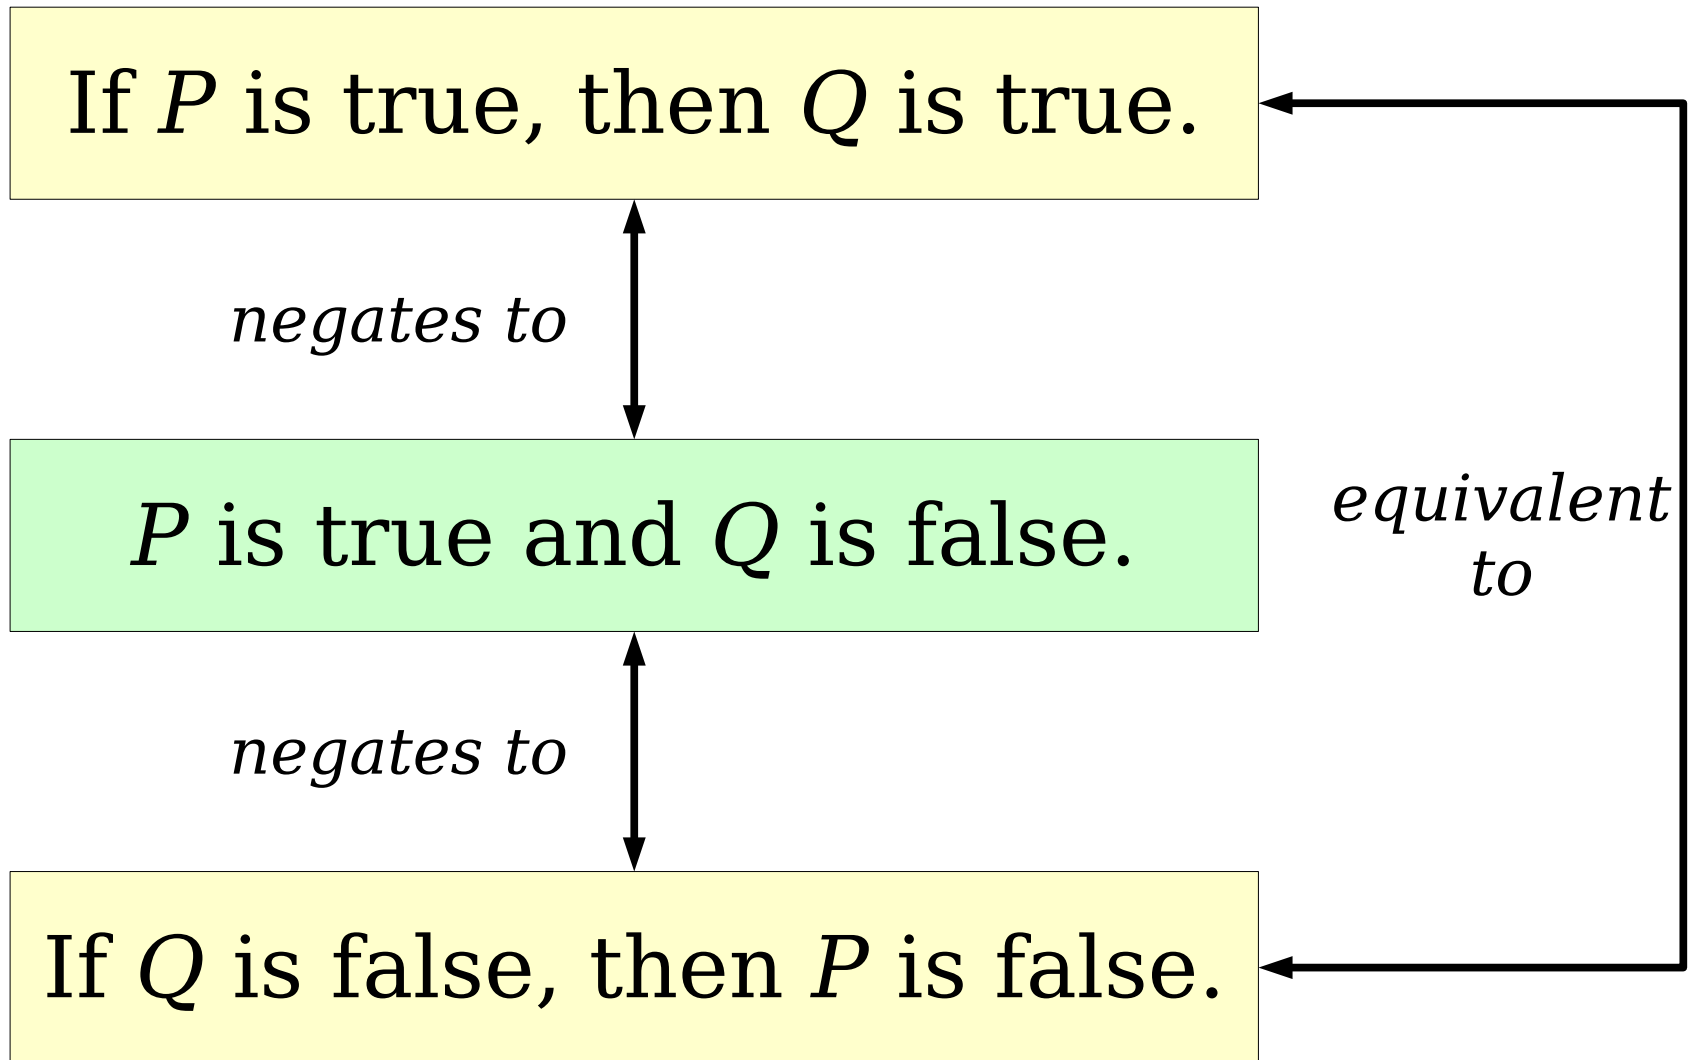 If P is true, then Q is true.
negates to
P is true and Q is false.
equivalent
to
negates to
If Q is false, then P is false.